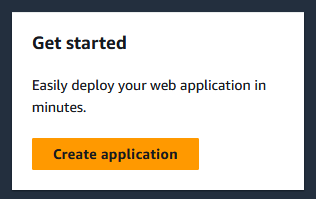 Get started
Easily deploy your web application in
minutes.
Create application